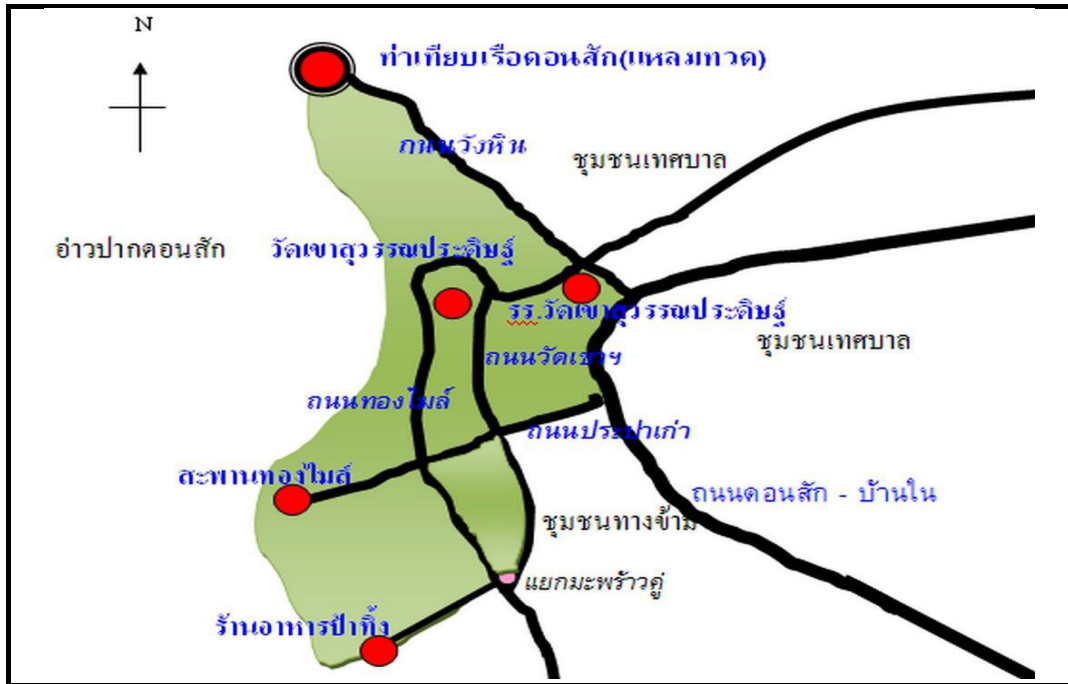 N
ท่าเทียบเรือดอนสัก(แหลมทวด)
ถนนวังหิน
ชุมชนเทศบาล
อ่าวปากดอนสัก
วัดเขาสุวรรณประดิษฐ์
รร.วัดเขาสุวรรณประดิษฐ์
ชุมชนเทศบาล
ถนนวัดเขาฯ
ถนนทองไมล์
ถนนประปาเก่า
สะพานทองไมล์
ถนนดอนสัก - บ้านใน
ชุมชนทางข้าม
แยกมะพร้าวคู่
ร้านอาหารป้าทิ้ง